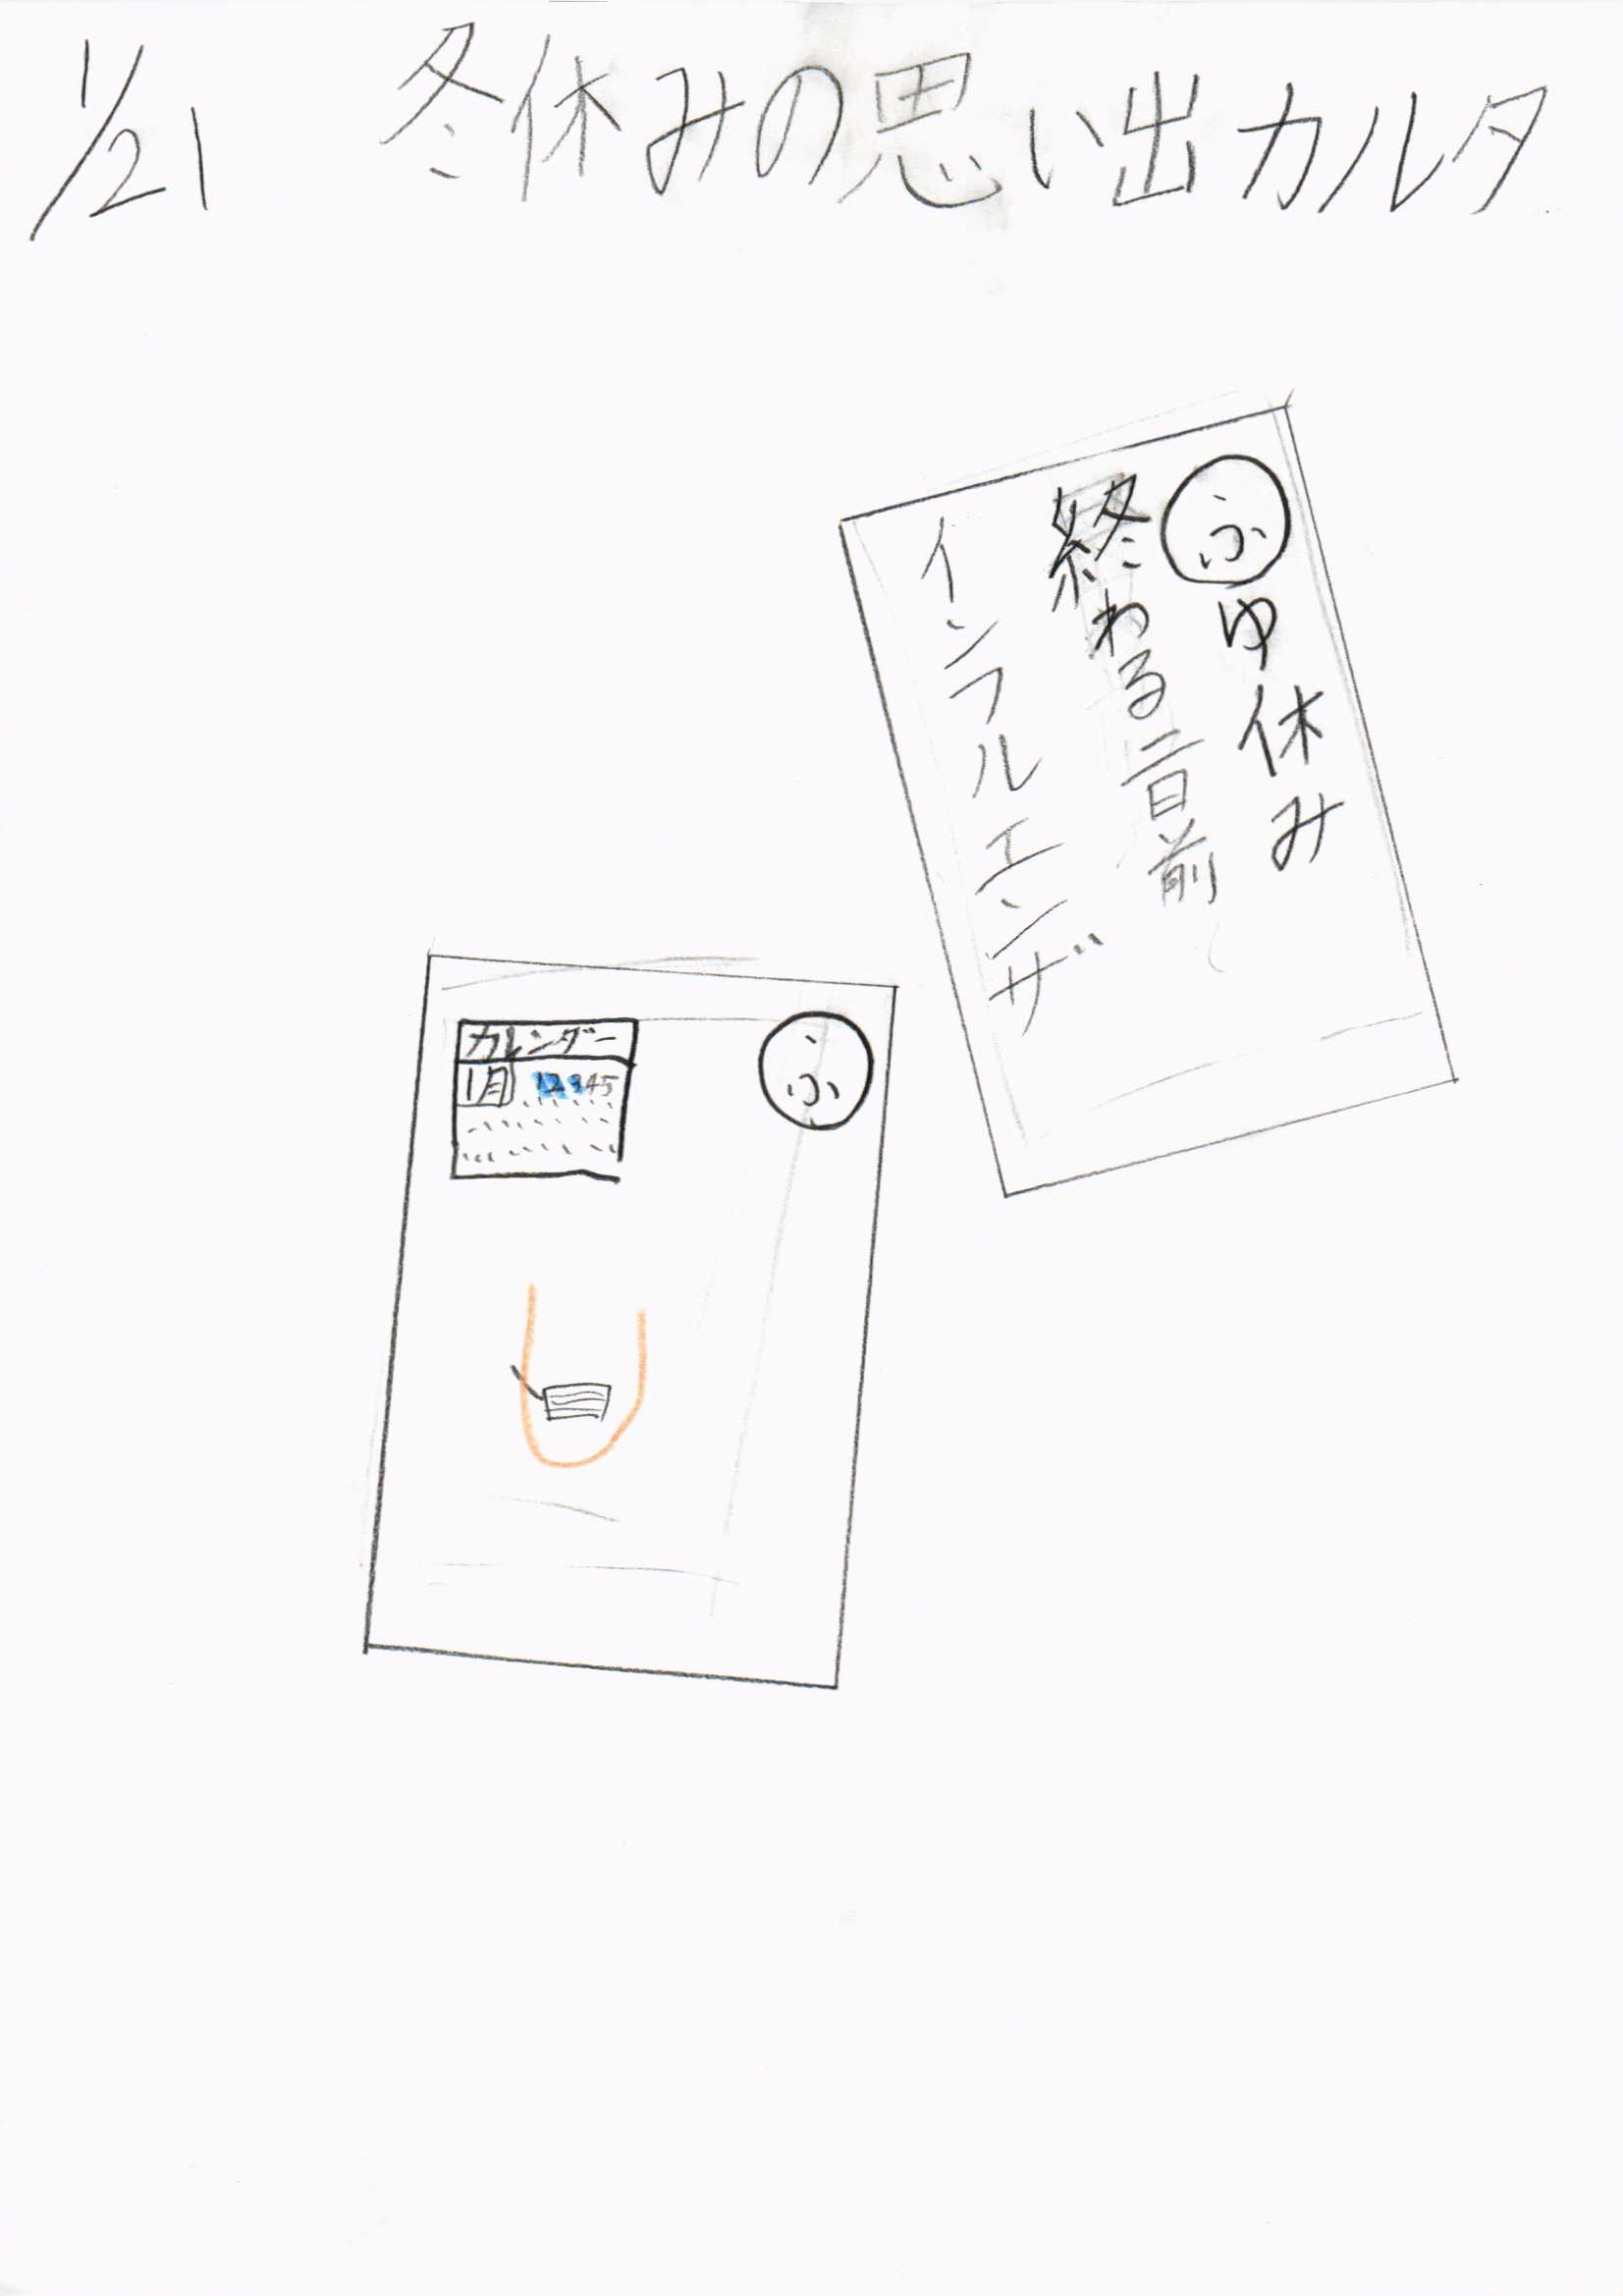 1/21 冬休みの思い出カルタ
ふゆ休み
終わる二日前
インフルエンザ
ふ
カレンダー
1月 12345